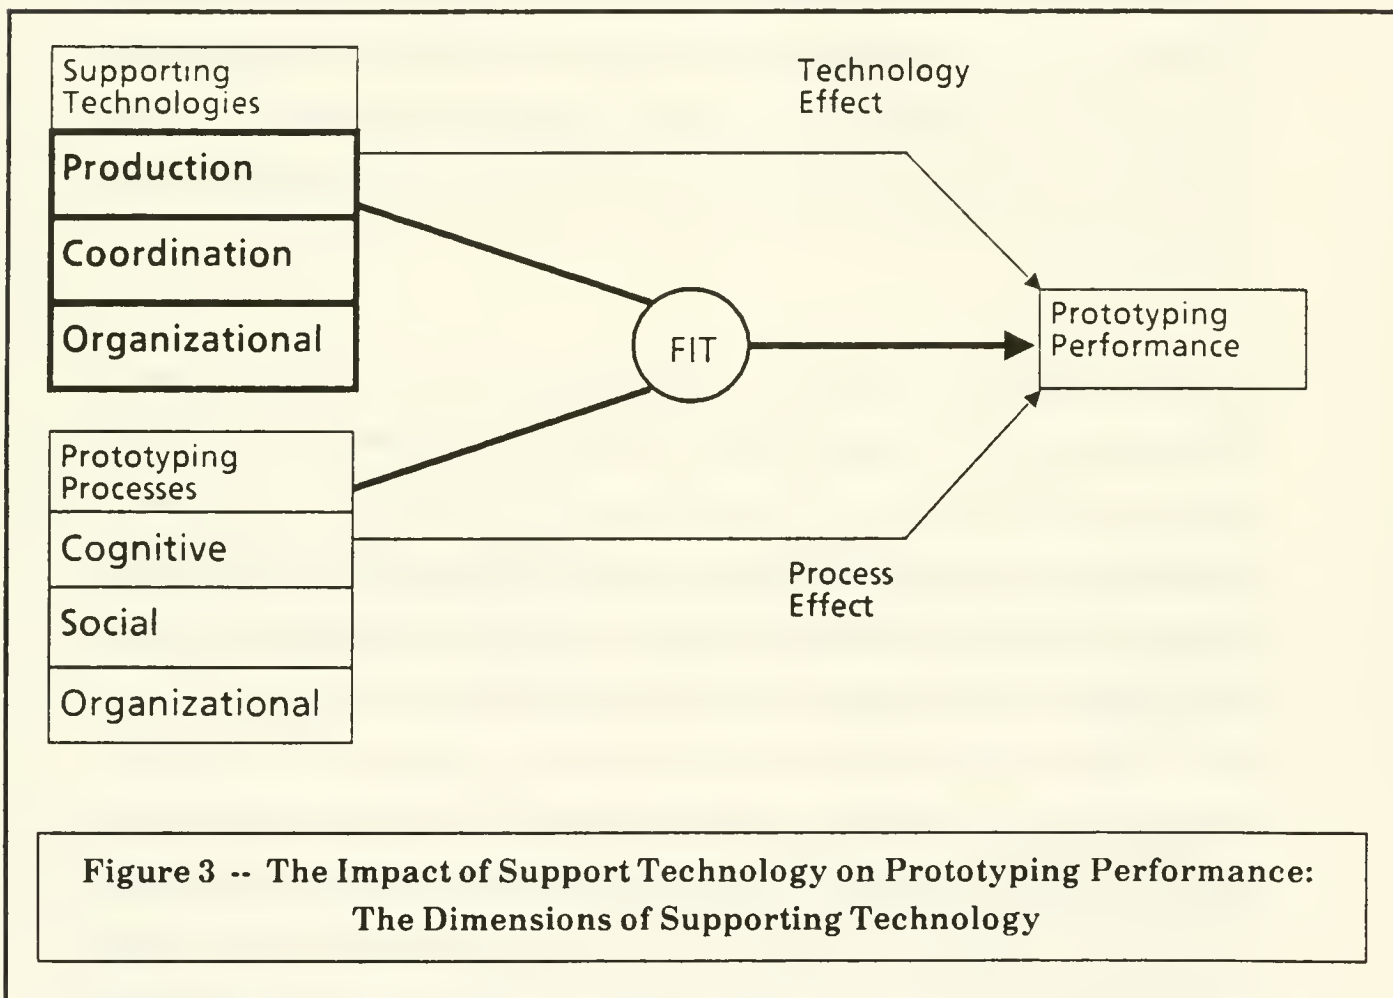 Supporting
Technologies
Production
Coordination
Organizational
Technology
Effect
FIT
Prototyping
Performance
Prototyping
Processes
Cognitive
Social
Organizational
Process
Effect
Figure 3 -- The Impact of Support Technology on Prototyping Performance:
The Dimensions of Supporting Technology